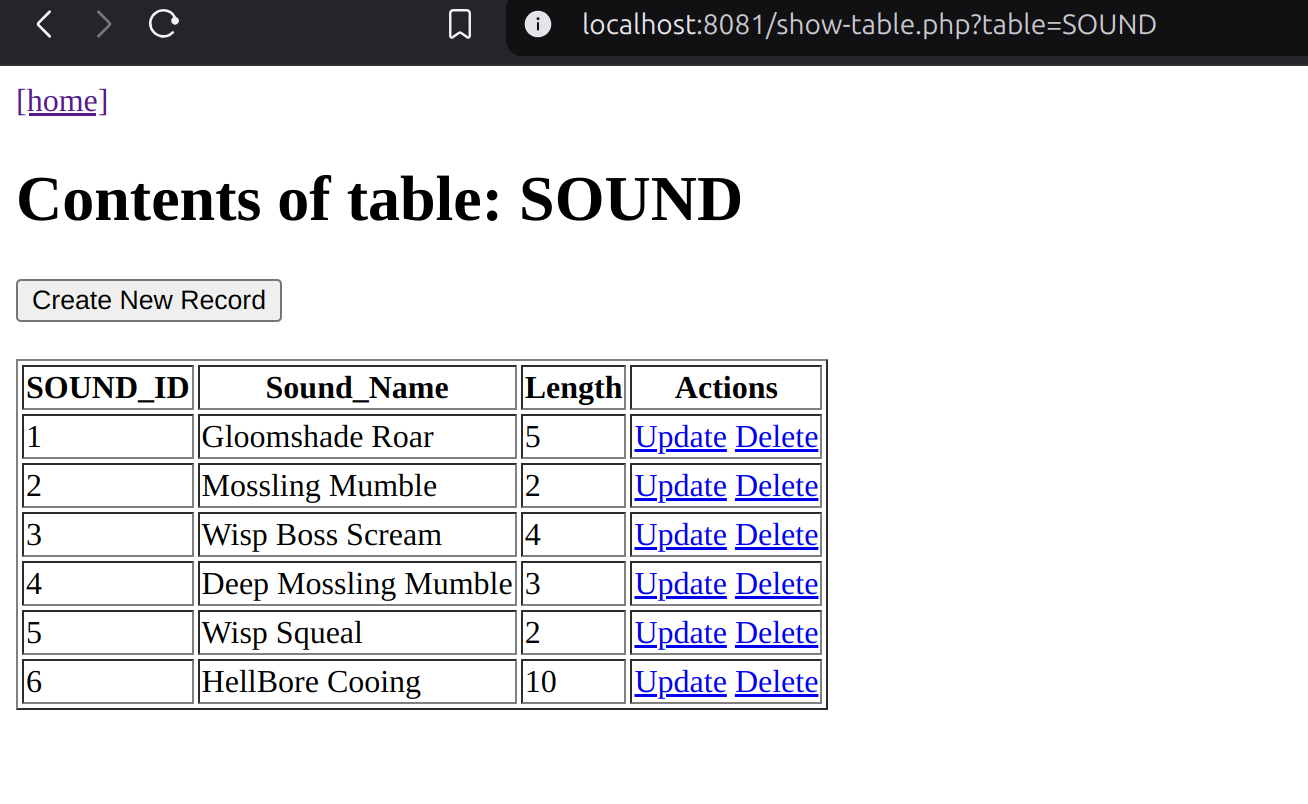 localhost:8081/show-table.php?table=SOUND
[home]
Contents of table: SOUND
Create New Record
SOUND_ID Sound_Name Length Actions
1 Gloomshade Roar 5 Update Delete
2 Mossling Mumble 2 Update Delete
3 Wisp Boss Scream 4 Update Delete
4 Deep Mossling Mumble 3 Update Delete
5 Wisp Squeal 2 Update Delete
6 HellBore Cooing 10 Update Delete